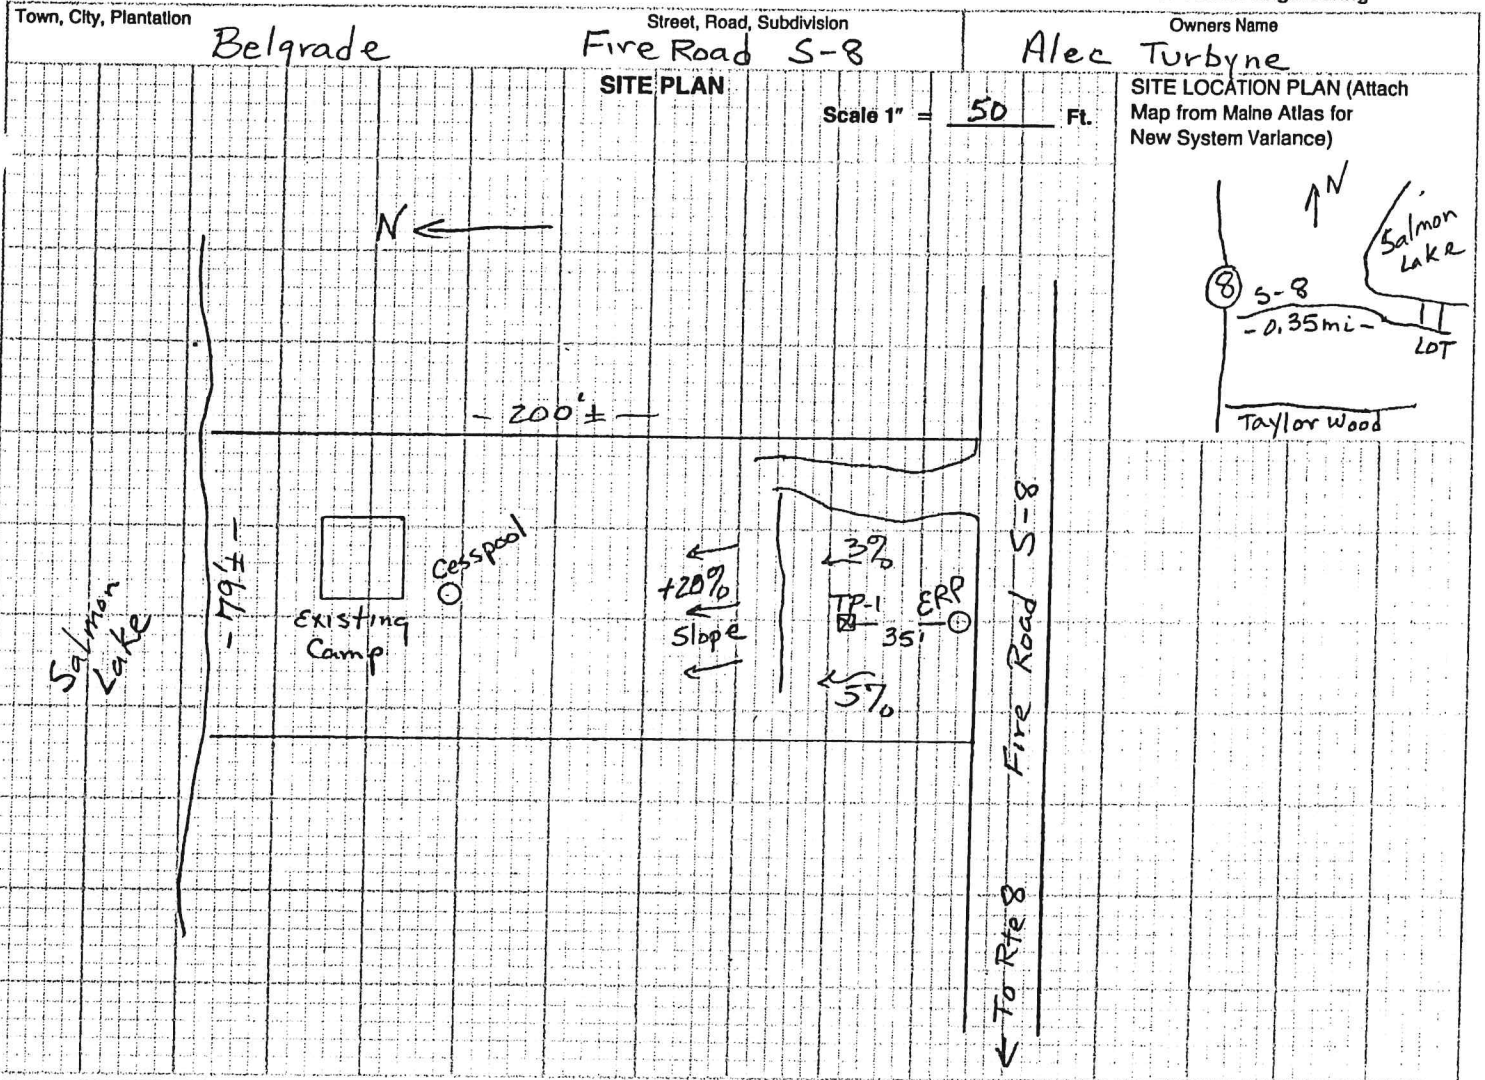 Town, City, Plantation
Belgrade
Street, Road, Subdivision
Fire Road S-8
Owners Name
Alec Turbyne
SITE PLAN
Scale 1" = 50 Ft.
SITE LOCATION PLAN (Attach
Map from Maine Atlas for
New System Variance)
N
Salmon
Lake
8
S-8
- 0.35mi -
LOT
Taylor Wood
N
- 200'± -
- 79'± -
Salmon
Lake
Existing
Camp
Cesspool
+20%
Slope
3%
TP-1
35'
ERP
5%
Fire Road S-8
To Rte 8